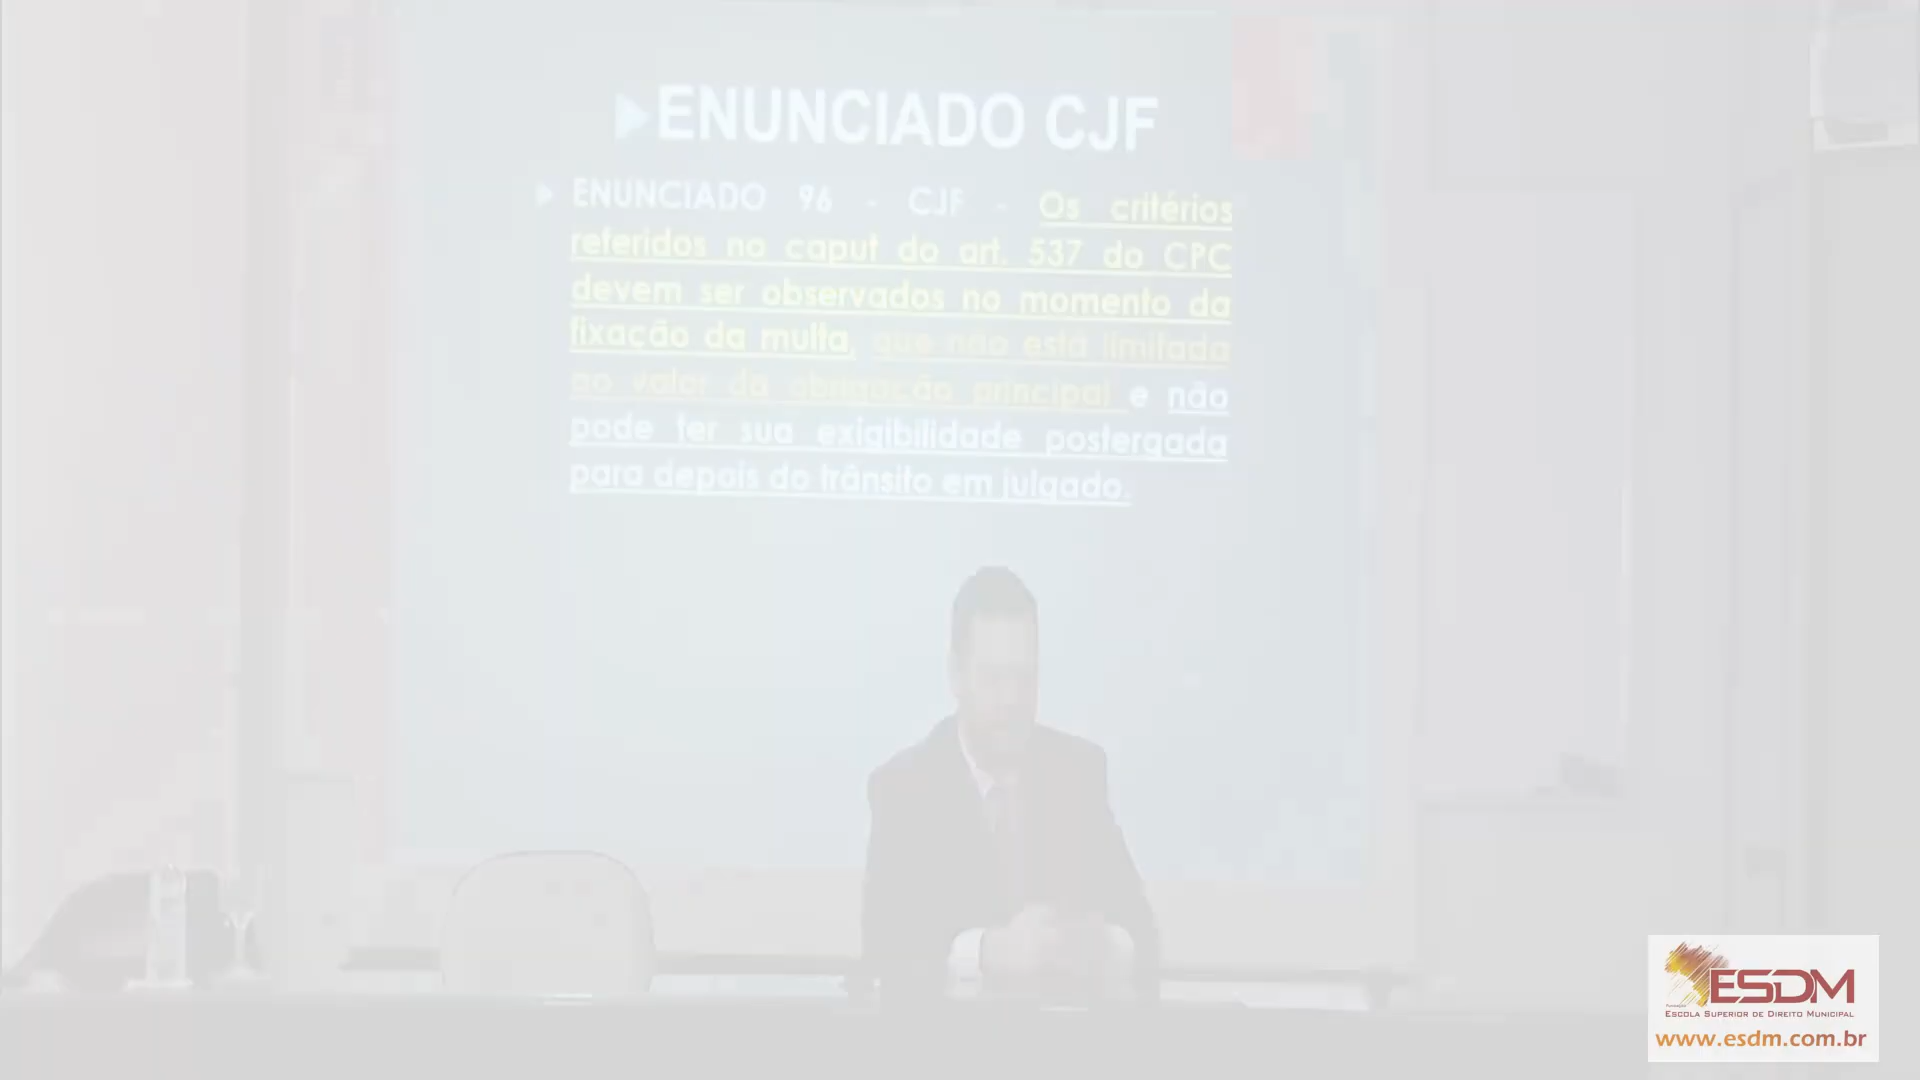 ENUNCIADO CJF
ENUNCIADO 96 - CJF - Os critérios
referidos no caput do art. 537 do CPC
devem ser observados no momento da
fixação da multa, que não está limitada
ao valor da obrigação principal e não
pode ter sua exigibilidade postergada
para depois do trânsito em julgado.
ESDM
ESCOLA SUPERIOR DE DIREITO MUNICIPAL
www.esdm.com.br